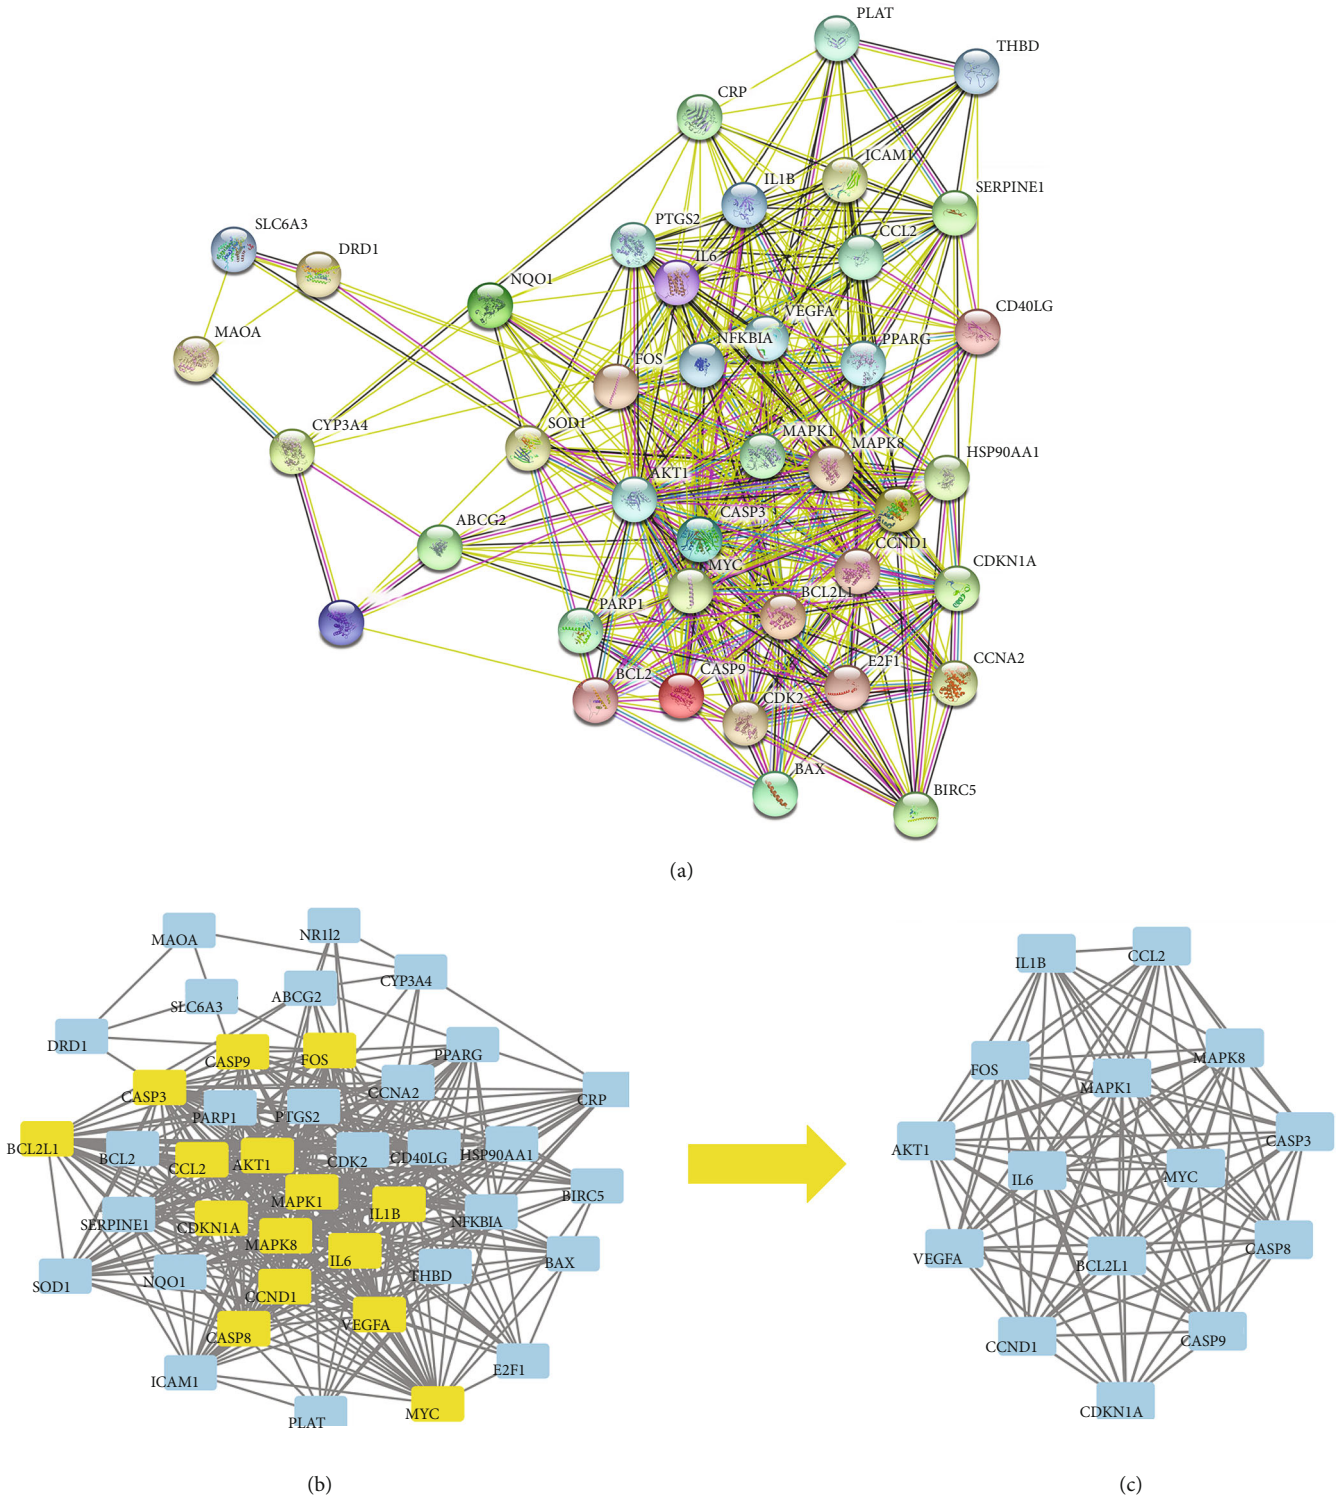 PLAT
THBD
CRP
ICAM1
IL1B
SERPINE1
PTGS2
SLC6A3
CCL2
DRD1
IL6
NQO1
CD40LG
VEGFA
MAOA
NFKBIA
PPARG
FOS
CYP3A4
SOD1
MAPK1
MAPK8
HSP90AA1
AKT1
CASP3
ABCG2
CCND1
CDKN1A
MYC
BCL2L1
PARP1
E2F1
CCNA2
BCL2
CASP9
CDK2
BAX
BIRC5
(a)
MAOA
NR1l2
CYP3A4
ABCG2
SLC6A3
DRD1
CASP9
FOS
PPARG
CASP3
CCNA2
CRP
PARP1
PTGS2
BCL2L1
BCL2
CCL2
AKT1
CDK2
CD40LG
HSP90AA1
MAPK1
BIRC5
SERPINE1
CDKN1A
IL1B
NFKBIA
MAPK8
IL6
BAX
SOD1
NQO1
THBD
CCND1
CASP8
VEGFA
E2F1
ICAM1
MYC
PLAT
(b)
IL1B
CCL2
MAPK8
FOS
MAPK1
CASP3
AKT1
IL6
MYC
CASP8
VEGFA
BCL2L1
CCND1
CASP9
CDKN1A
(c)